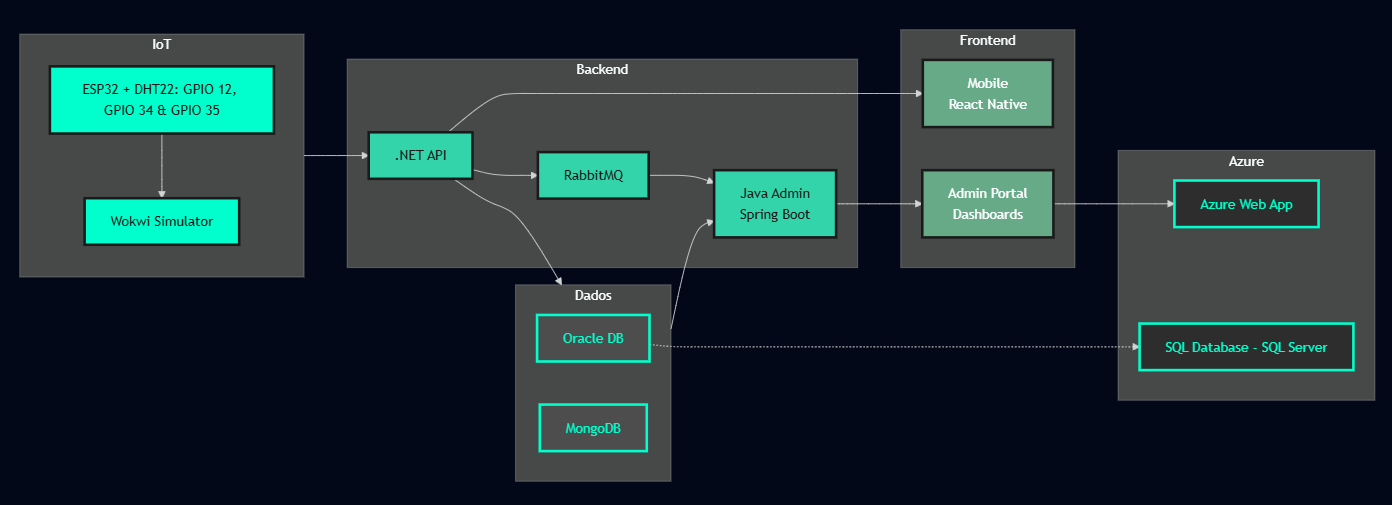 IoT
ESP32 + DHT22: GPIO 12,
GPIO 34 & GPIO 35
Wokwi Simulator
Backend
.NET API
RabbitMQ
Java Admin
Spring Boot
Dados
Oracle DB
MongoDB
Frontend
Mobile
React Native
Admin Portal
Dashboards
Azure
Azure Web App
SQL Database - SQL Server